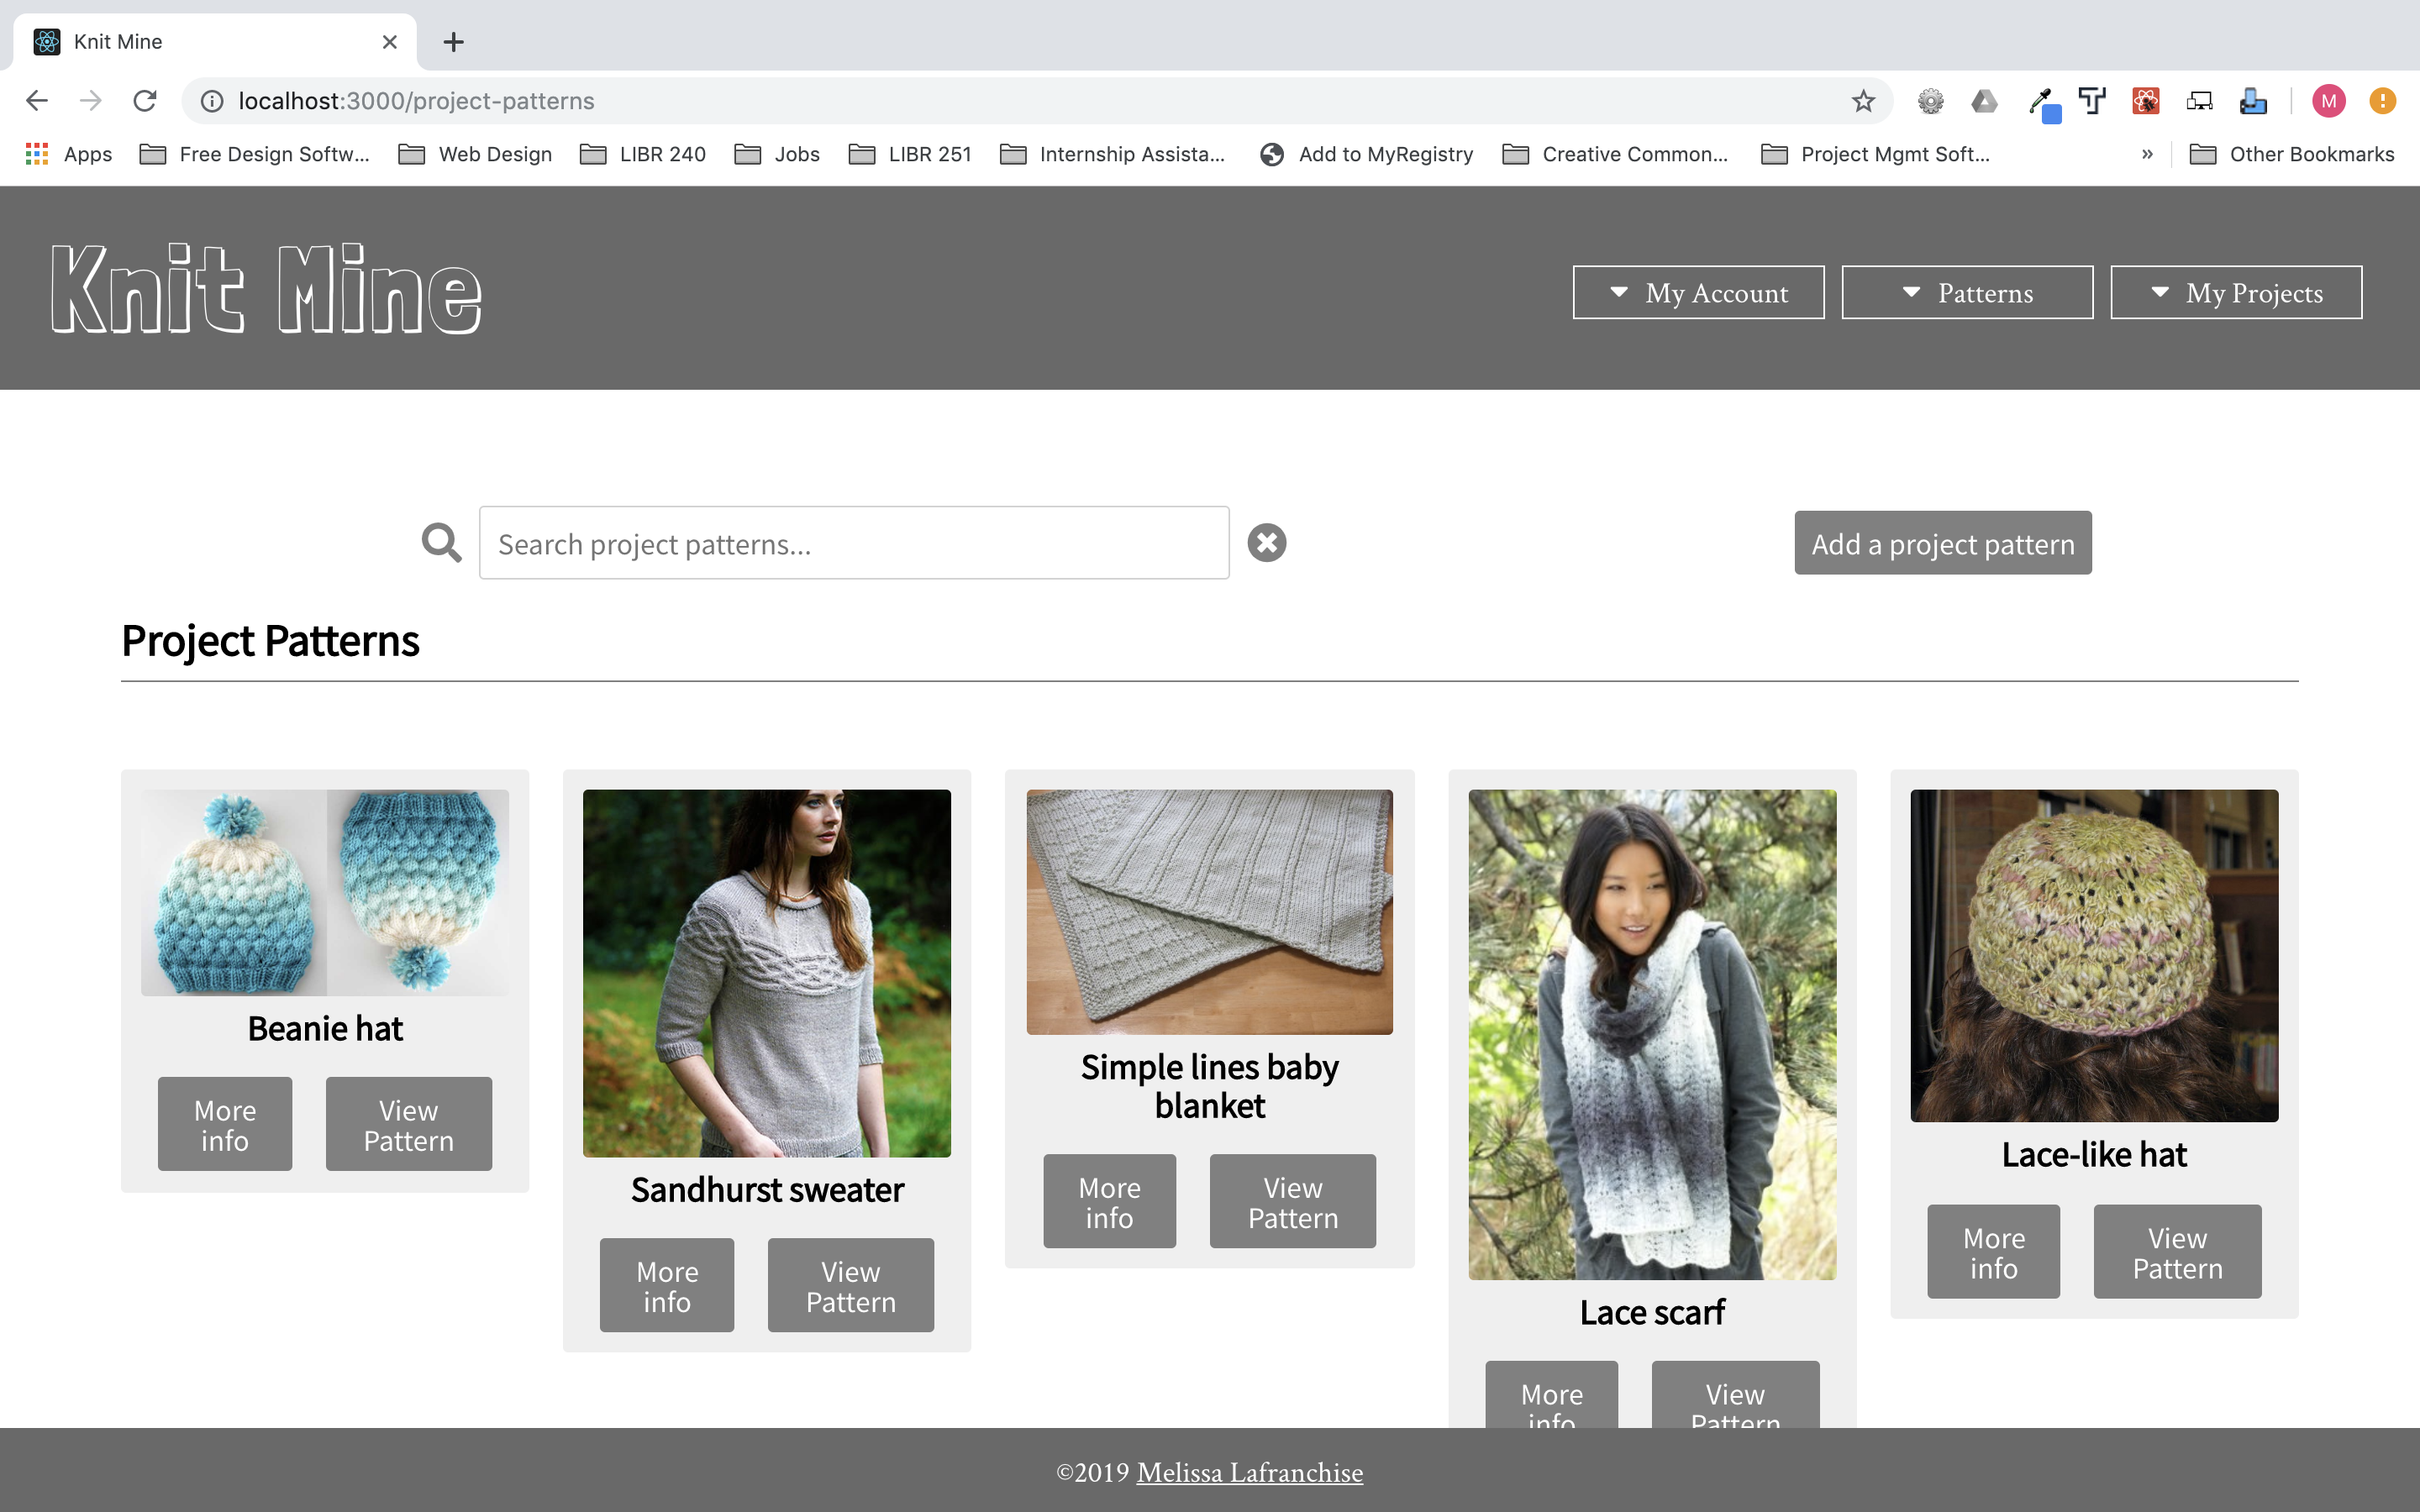 Knit Mine
localhost:3000/project-patterns
M
Apps Free Design Softw... Web Design LIBR 240 Jobs LIBR 251 Internship Assista... Add to MyRegistry Creative Common... Project Mgmt Soft... » Other Bookmarks
Knit Mine
My Account Patterns My Projects
Search project patterns...
Add a project pattern
Project Patterns
Beanie hat
More
info
View
Pattern
Sandhurst sweater
More
info
View
Pattern
Simple lines baby
blanket
More
info
View
Pattern
Lace scarf
More
info
View
Pattern
Lace-like hat
More
info
View
Pattern
©2019 Melissa Lafranchise